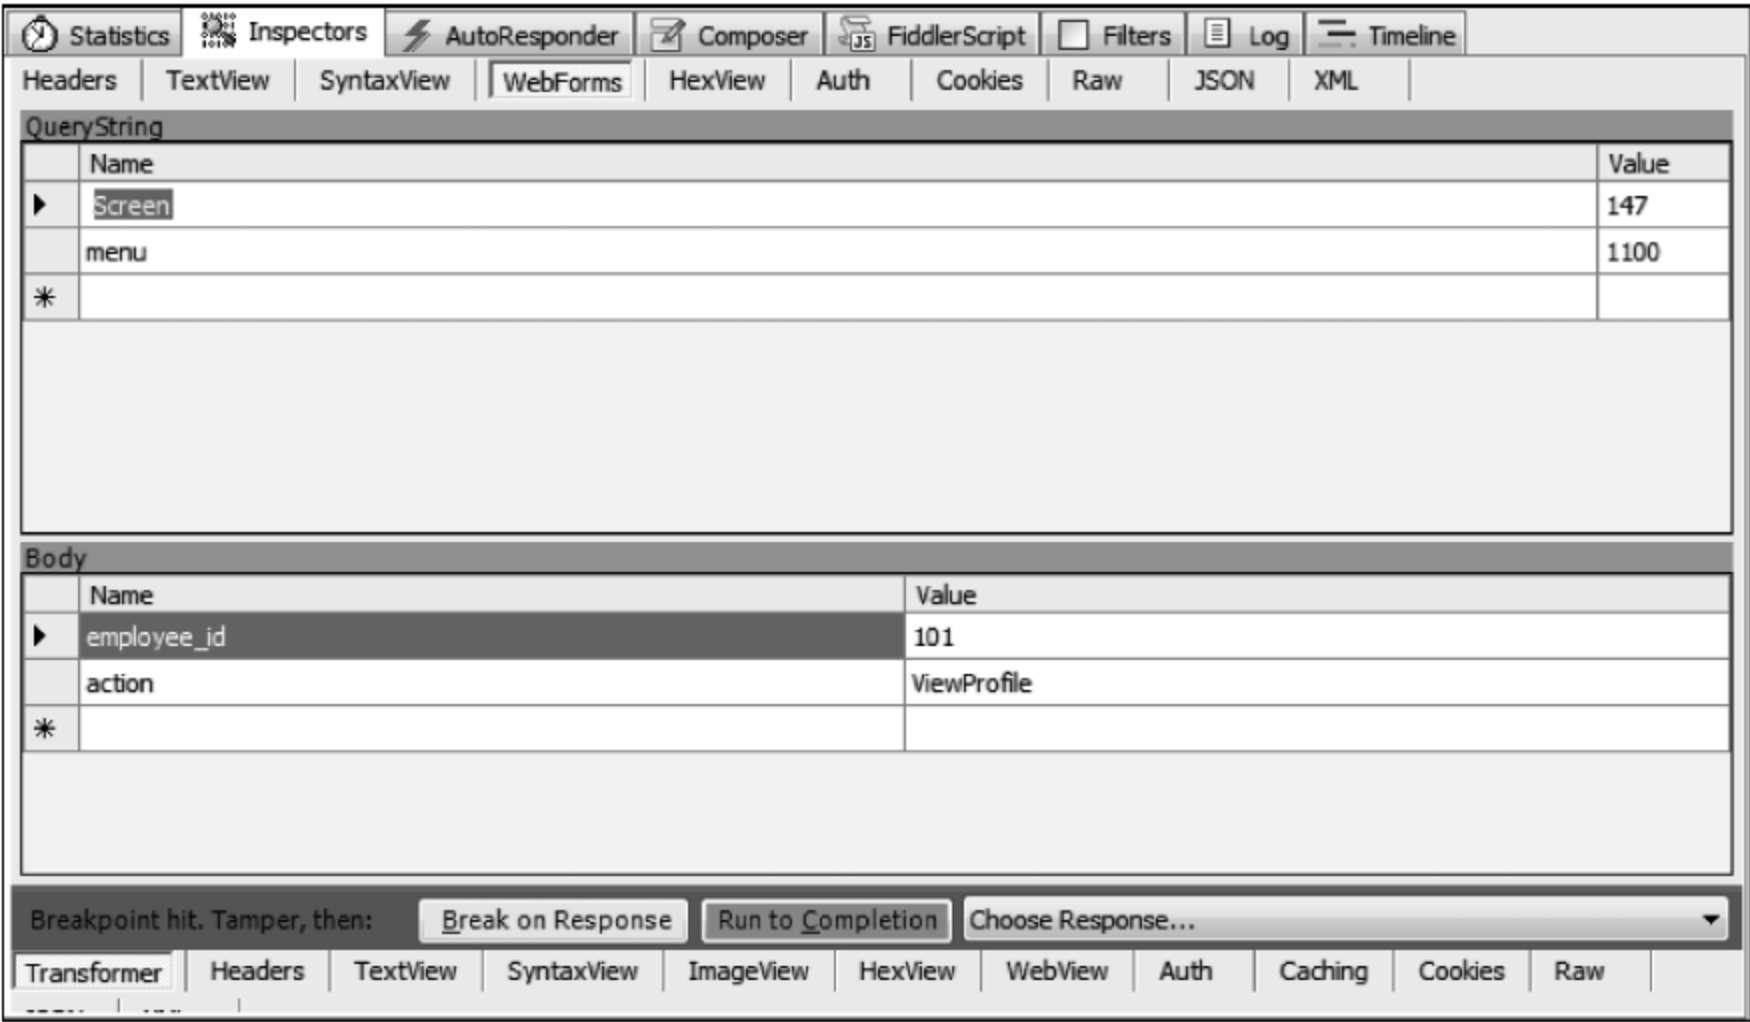 Statistics Inspectors AutoResponder Composer FiddlerScript Filters Log Timeline
Headers TextView SyntaxView WebForms HexView Auth Cookies Raw JSON XML
QueryString
Name Value
Screen 147
menu 1100
Body
Name Value
employee_id 101
action ViewProfile
Breakpoint hit. Tamper, then: Break on Response Run to Completion Choose Response...
Transformer Headers TextView SyntaxView ImageView HexView WebView Auth Caching Cookies Raw